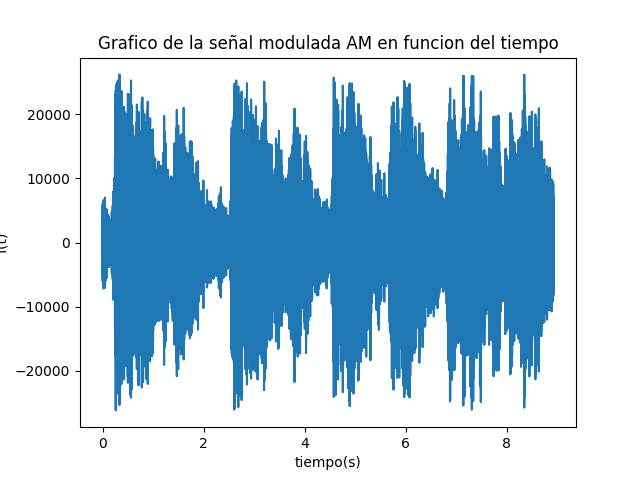 Grafico de la señal modulada AM en funcion del tiempo
20000
10000
0
−10000
−20000
0 2 4 6 8
tiempo(s)